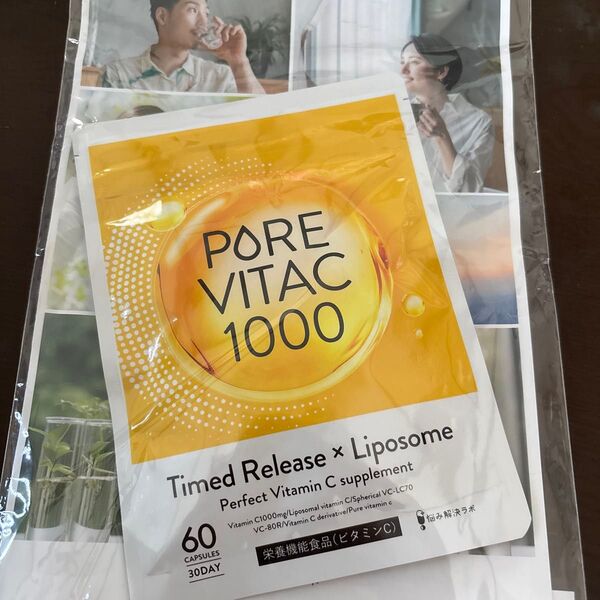 PORE
VITAC
1000
Timed Release × Liposome
Perfect Vitamin C supplement
Vitamin C1000mg/Liposomal vitamin C/Spherical VC-LC70
VC-80R/Vitamin C derivative/Pure vitamin c
60
CAPSULES
30DAY
栄養機能食品(ビタミンC)
悩み解決ラボ